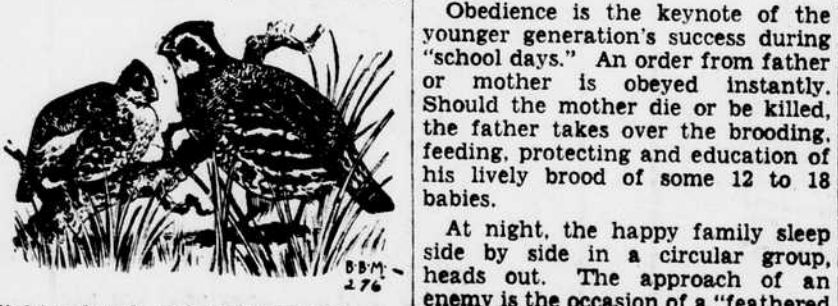 B.B.M.
276
Obedience is the keynote of the
younger generation's success during
"school days." An order from father
or mother is obeyed instantly.
Should the mother die or be killed,
the father takes over the brooding,
feeding, protecting and education of
his lively brood of some 12 to 18
babies.
At night, the happy family sleep
side by side in a circular group,
heads out. The approach of an
enemy is the occasion of a "feathered